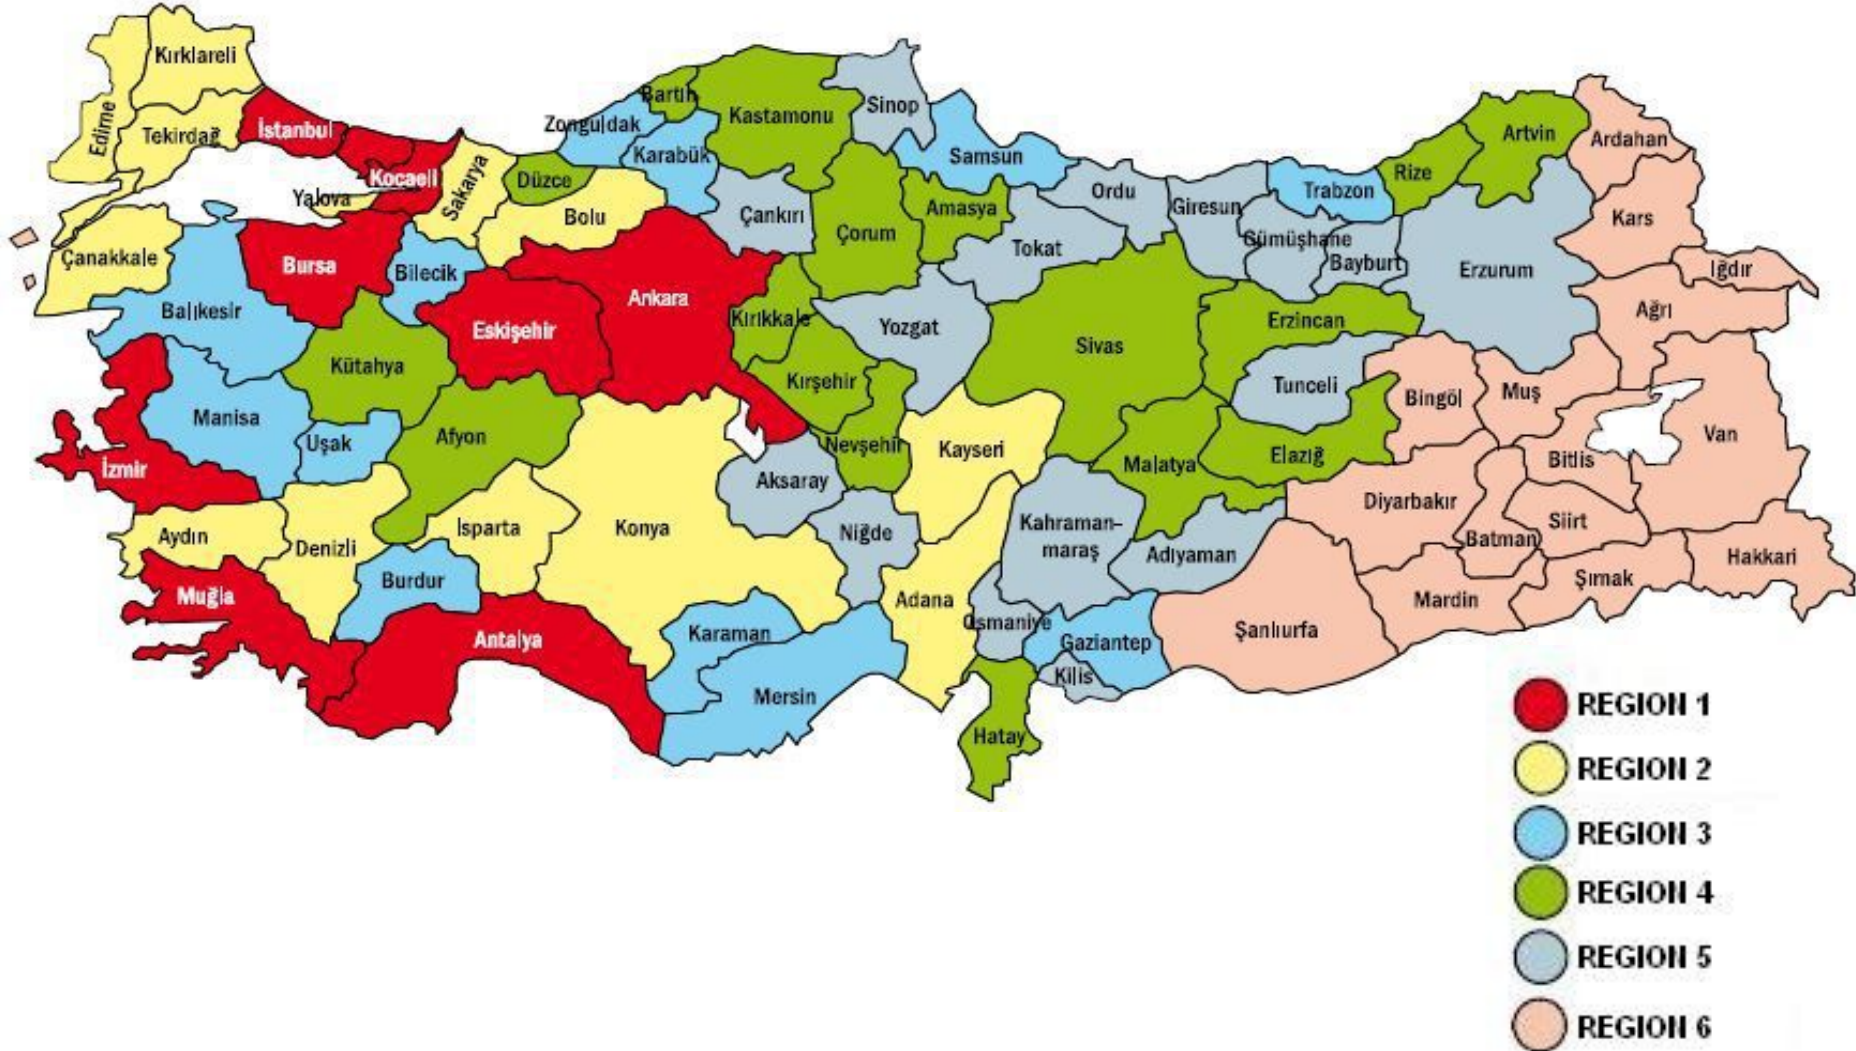 Kırklareli
Edirne
Tekirdağ
İstanbul
Kocaeli
Yalova
Sakarya
Düzce
Bolu
Zonguldak
Bartın
Karabük
Kastamonu
Sinop
Çankırı
Samsun
Amasya
Çorum
Ordu
Tokat
Giresun
Trabzon
Gümüşhane
Bayburt
Rize
Artvin
Ardahan
Kars
Iğdır
Erzurum
Ağrı
Çanakkale
Balıkesir
Bursa
Bilecik
Eskişehir
Ankara
Kırıkkale
Yozgat
Sivas
Erzincan
Tunceli
Bingöl
Muş
Van
Bitlis
Kütahya
Kırşehir
Manisa
Uşak
Afyon
Nevşehir
Kayseri
Malatya
Elazığ
İzmir
Aksaray
Diyarbakır
Siirt
Batman
Aydın
Denizli
Isparta
Konya
Niğde
Kahraman-
maraş
Adıyaman
Hakkari
Şırnak
Mardin
Muğla
Burdur
Antalya
Karaman
Mersin
Adana
Osmaniye
Gaziantep
Kilis
Şanlıurfa
Hatay
REGION 1
REGION 2
REGION 3
REGION 4
REGION 5
REGION 6